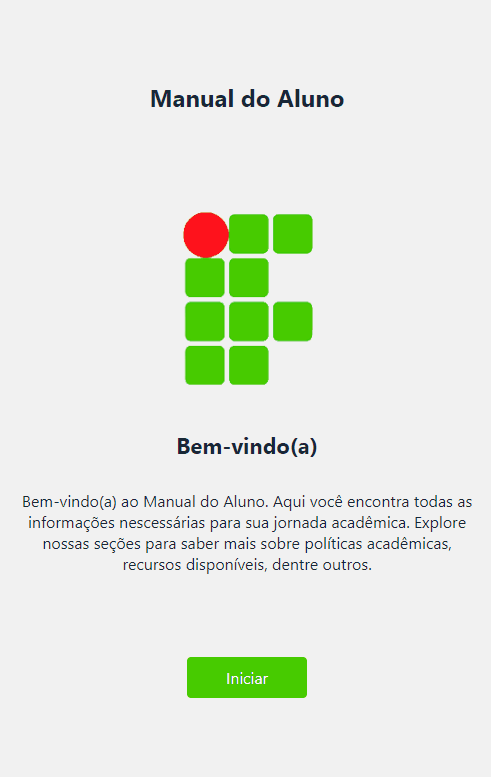 Manual do Aluno
Bem-vindo(a)
Bem-vindo(a) ao Manual do Aluno. Aqui você encontra todas as
informações nescessárias para sua jornada acadêmica. Explore
nossas seções para saber mais sobre políticas acadêmicas,
recursos disponíveis, dentre outros.
Iniciar